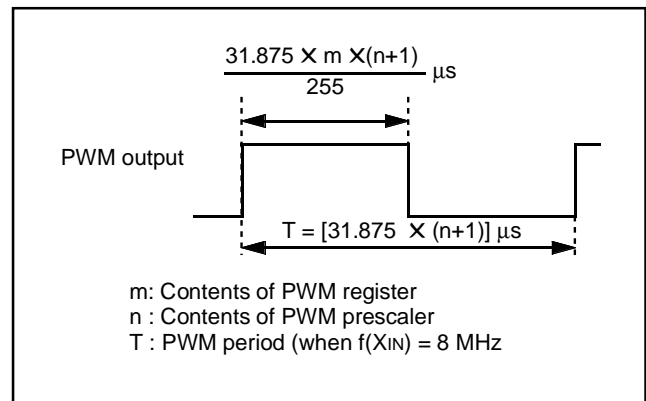 31.875 × m ×(n+1)
255
μs
PWM output
T = [31.875 × (n+1)] μs
m: Contents of PWM register
n : Contents of PWM prescaler
T : PWM period (when f(XIN) = 8 MHz